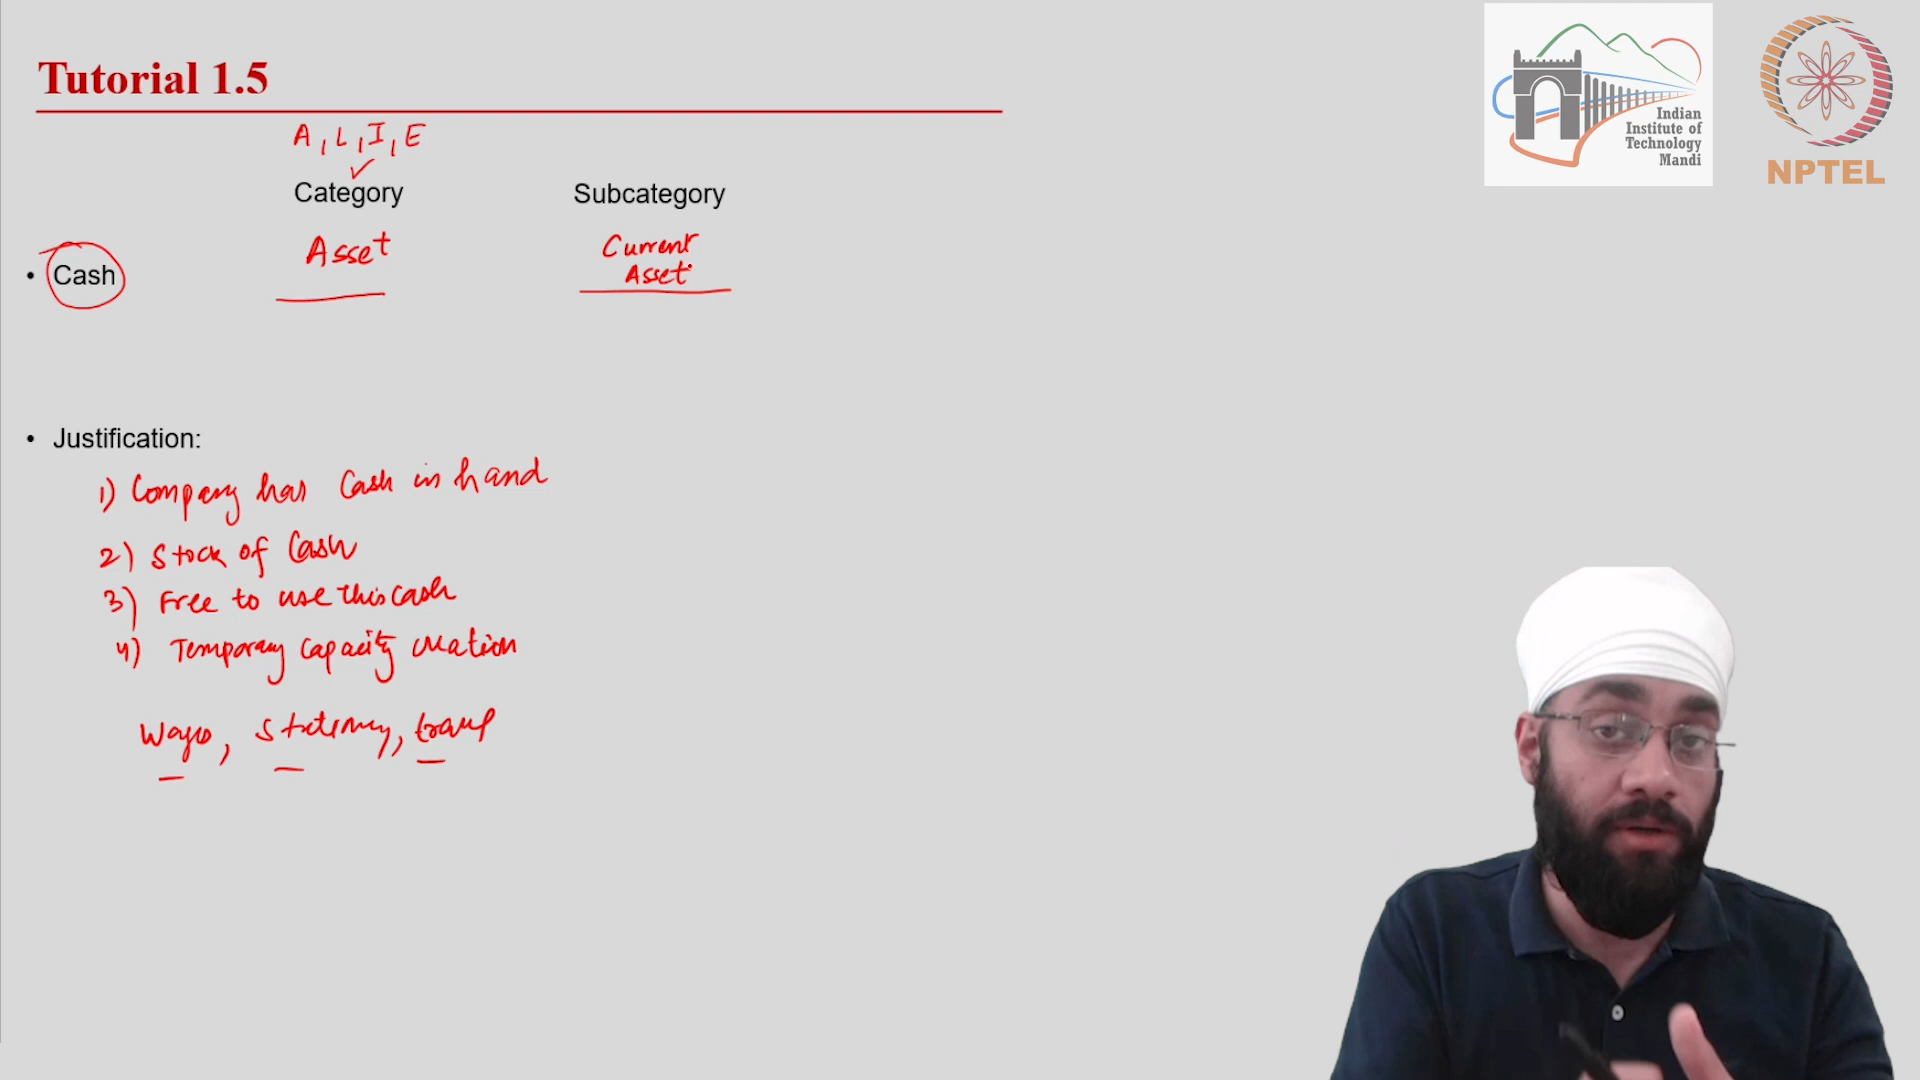 Tutorial 1.5
A, L, I, E
Category
Subcategory
Asset
Current
Asset
• Cash
• Justification:
1) Company has Cash in hand
2) Stock of Cash
3) Free to use this cash
4) Temporary capacity creation
Wages, stationery,
Indian
Institute of
Technology
Mandi
NPTEL